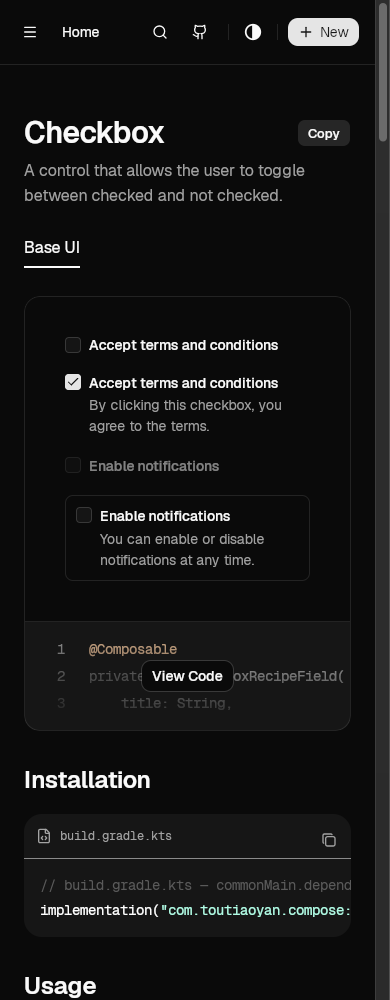 Home
New
Checkbox
Copy
A control that allows the user to toggle
between checked and not checked.
Base UI
Accept terms and conditions
Accept terms and conditions
By clicking this checkbox, you
agree to the terms.
Enable notifications
Enable notifications
You can enable or disable
notifications at any time.
1 @Composable
2 private oxRecipeField(
View Code
3 title: String,
Installation
build.gradle.kts
// build.gradle.kts — commonMain.depend
implementation("com.toutiaoyan.compose:
Usage